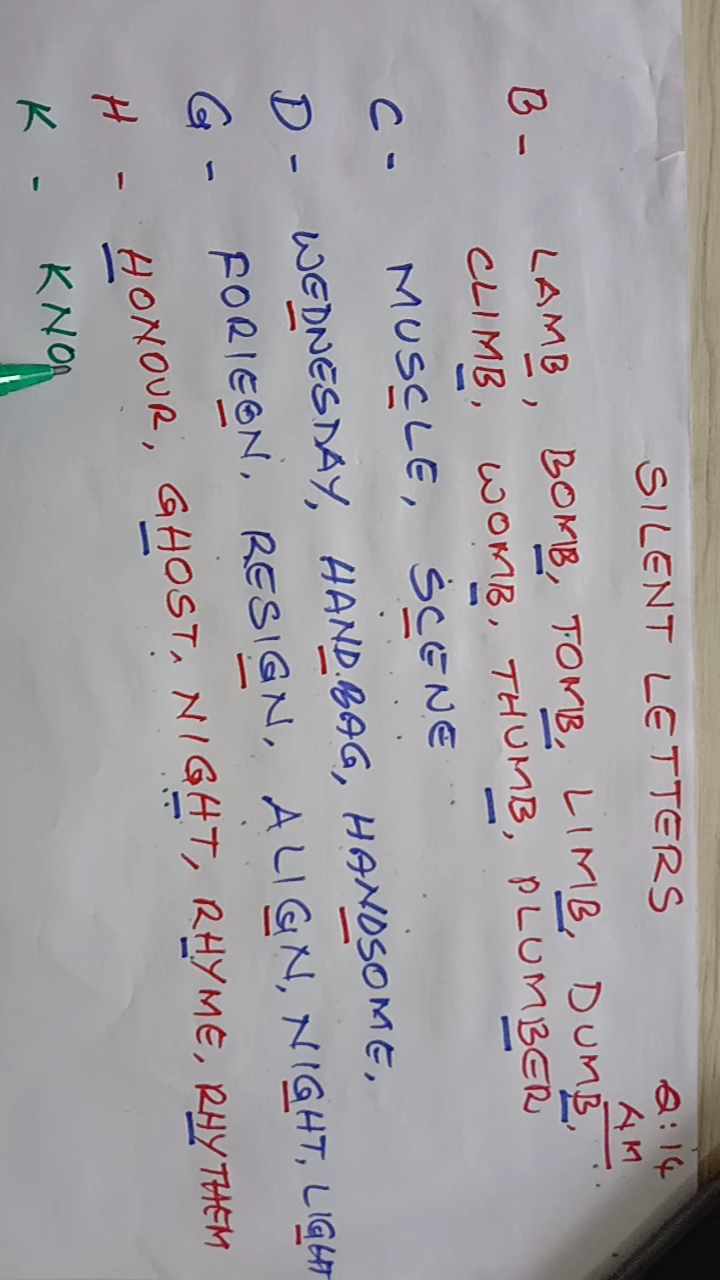 SILENT LETTERS Q:14
AM
B - LAMB, BOMB, TOMB, LIMB, DUMB,
CLIMB, WOMB, THUMB, PLUMBER
C - MUSCLE, SCENE
D - WEDNESDAY, HAND.BAG, HANDSOME,
G - FORIEGN, RESIGN, ALIGN, NIGHT, LIGHT
H - HONOUR, GHOST, NIGHT, RHYME, RHYTHEM
K - KNO